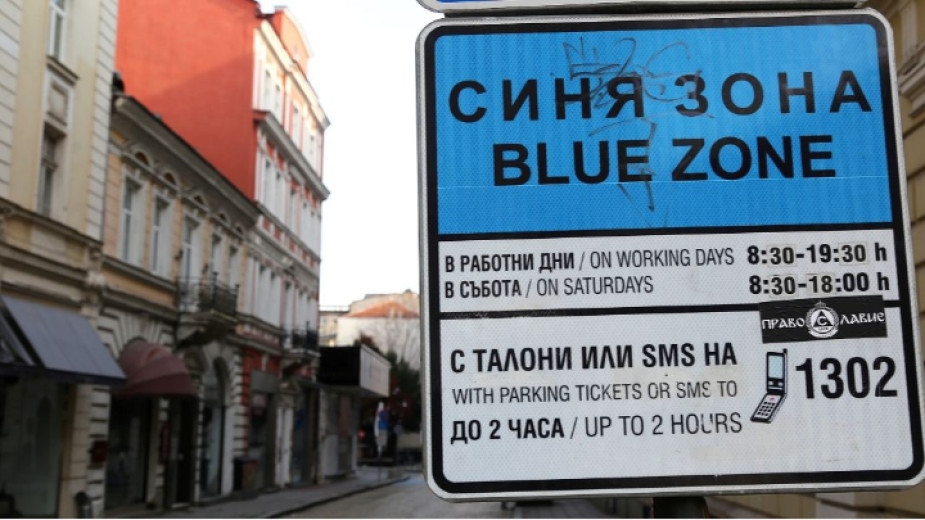 СИНЯ ЗОНА
BLUE ZONE
В РАБОТНИ ДНИ / ON WORKING DAYS 8:30-19:30 h
В СЪБОТА / ON SATURDAYS 8:30-18:00 h
ПРАВО С ЛАВИЕ
С ТАЛОНИ ИЛИ SMS НА
WITH PARKING TICKETS OR SMS TO 1302
ДО 2 ЧАСА / UP TO 2 HOURS